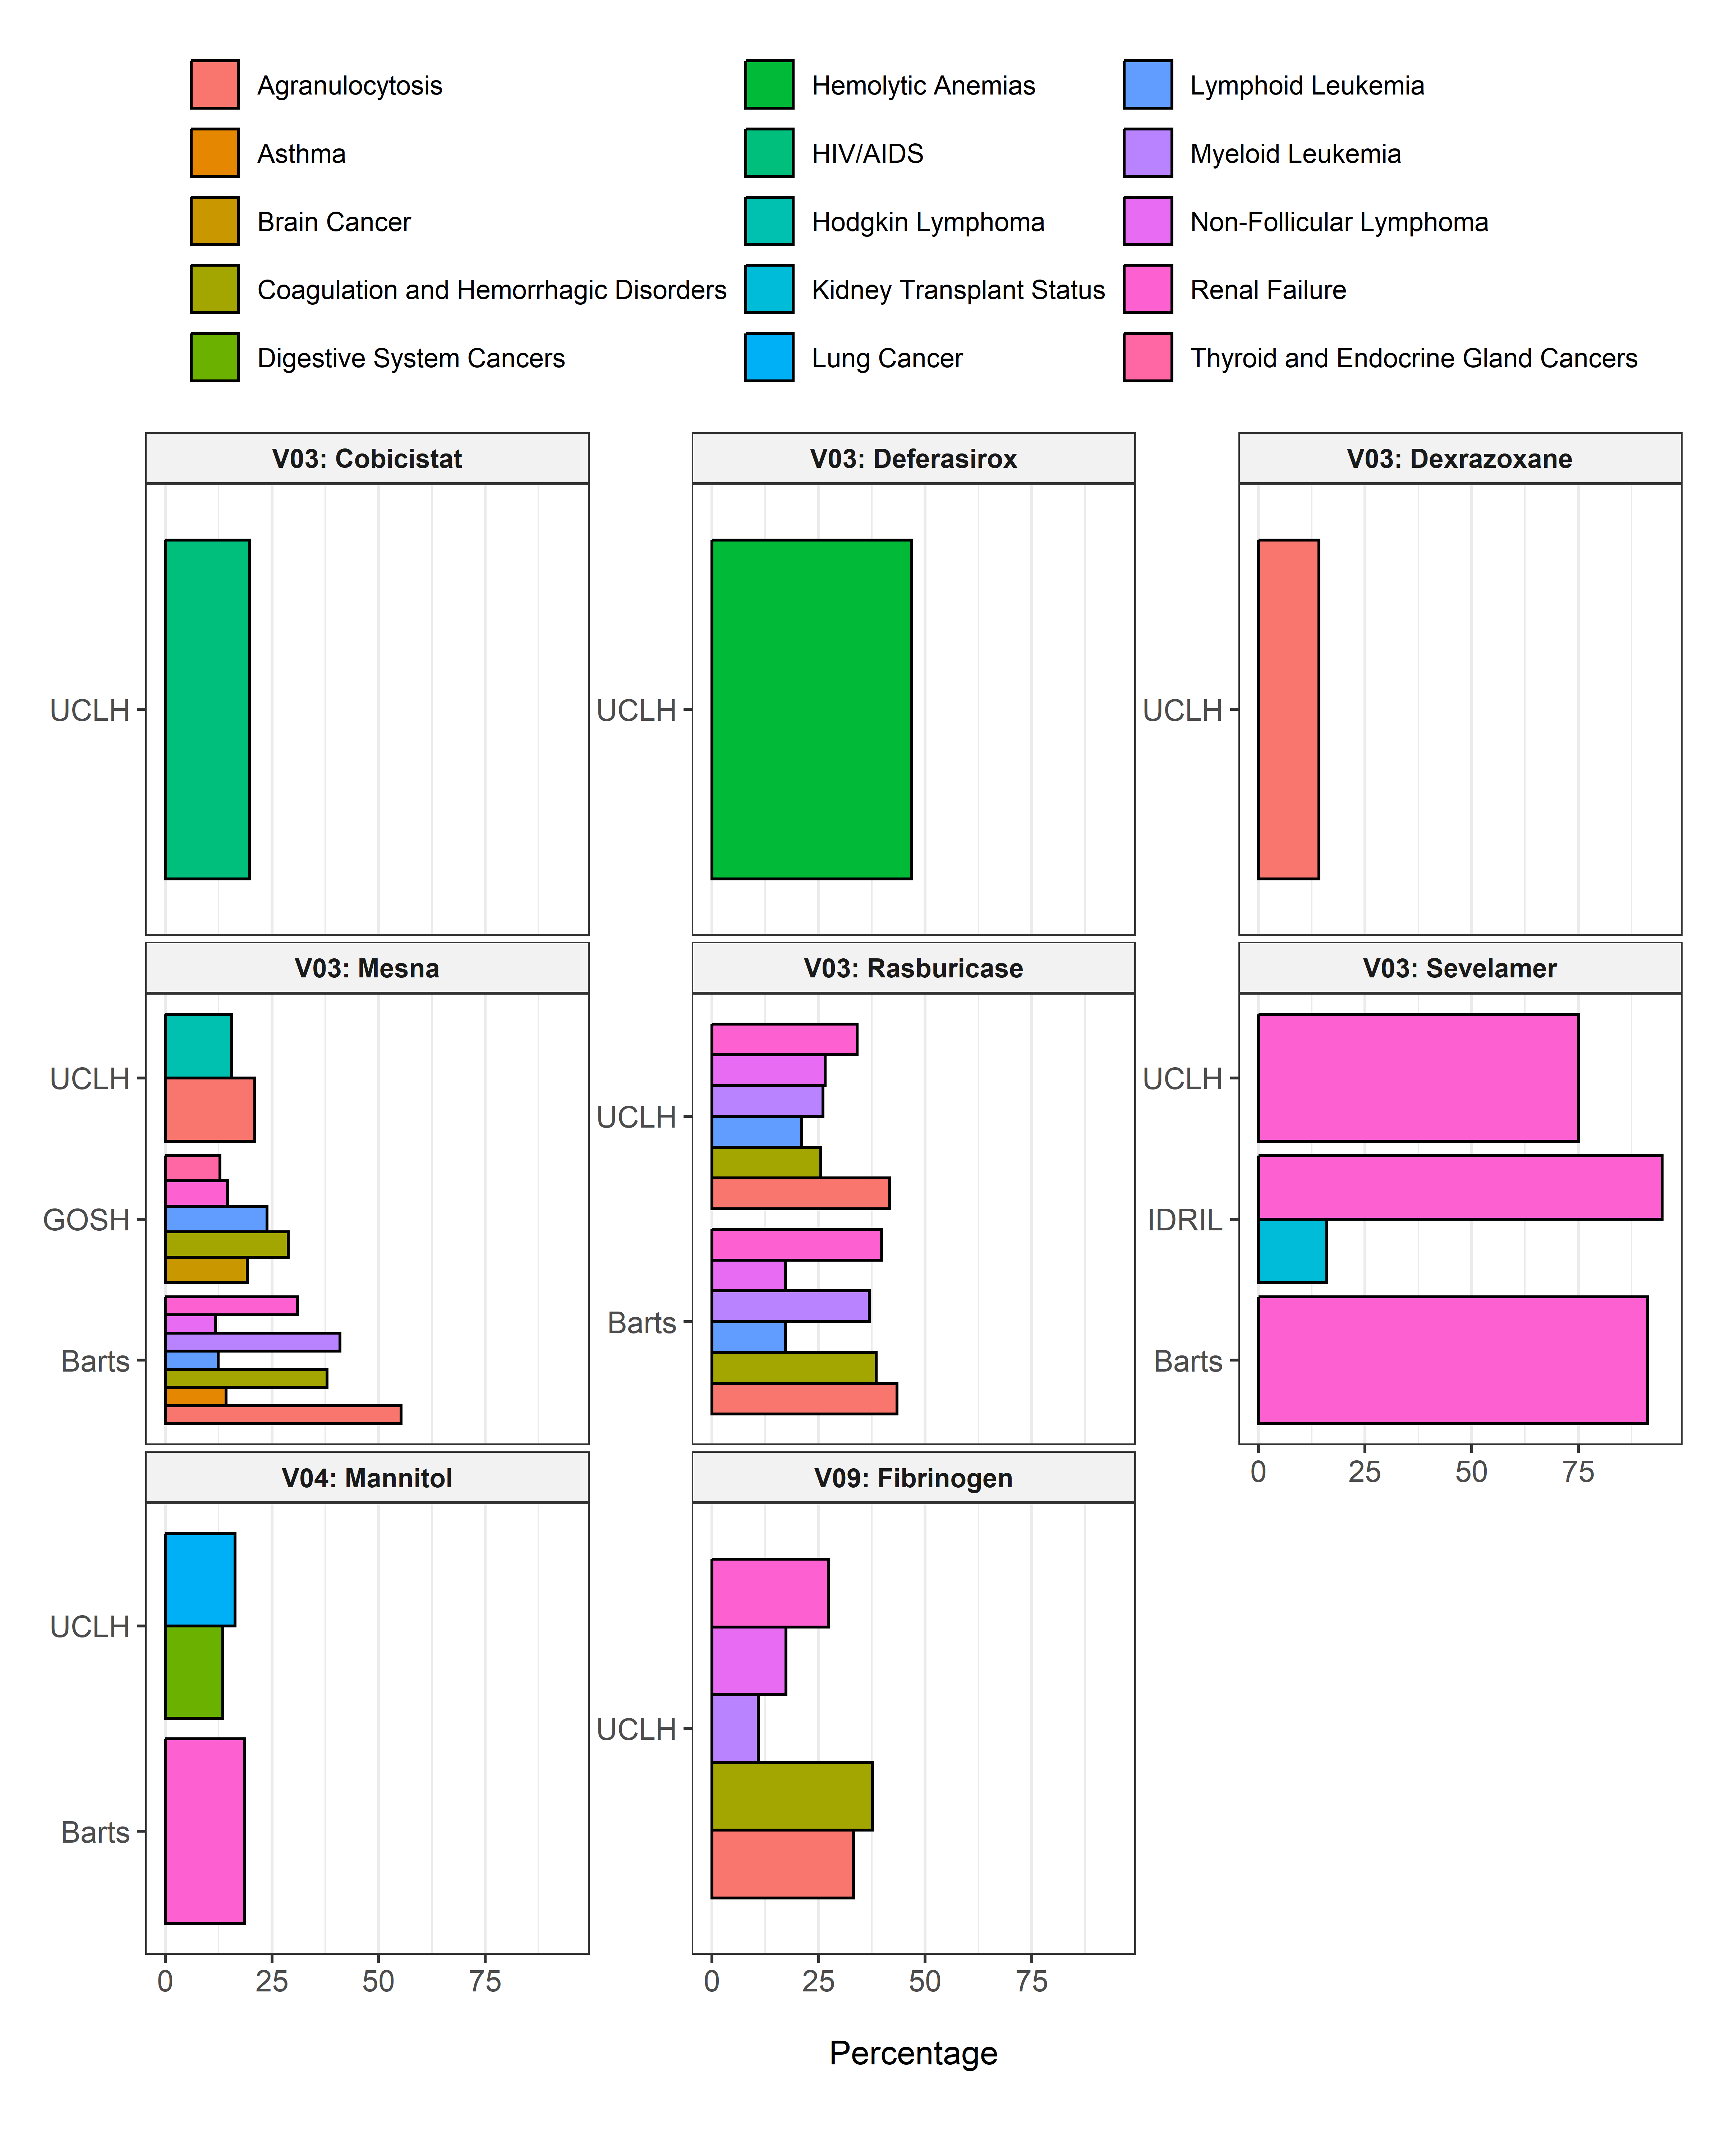 Agranulocytosis
Asthma
Brain Cancer
Coagulation and Hemorrhagic Disorders
Digestive System Cancers
Hemolytic Anemias
HIV/AIDS
Hodgkin Lymphoma
Kidney Transplant Status
Lung Cancer
Lymphoid Leukemia
Myeloid Leukemia
Non-Follicular Lymphoma
Renal Failure
Thyroid and Endocrine Gland Cancers
V03: Cobicistat
UCLH
V03: Deferasirox
UCLH
V03: Dexrazoxane
UCLH
V03: Mesna
UCLH
GOSH
Barts
V03: Rasburicase
UCLH
Barts
V03: Sevelamer
UCLH
IDRIL
Barts
0 25 50 75
V04: Mannitol
UCLH
Barts
0 25 50 75
V09: Fibrinogen
UCLH
0 25 50 75
Percentage